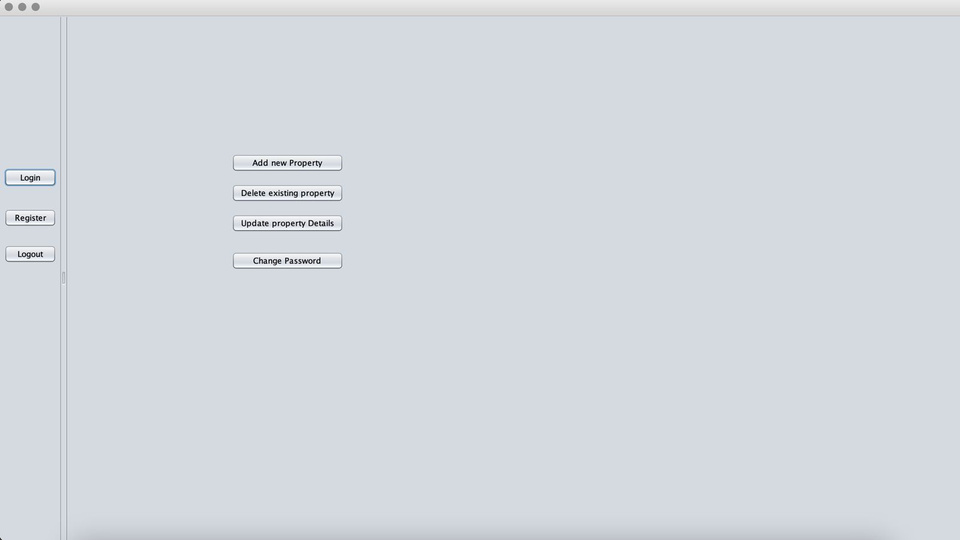 Login
Register
Logout
Add new Property
Delete existing property
Update property Details
Change Password